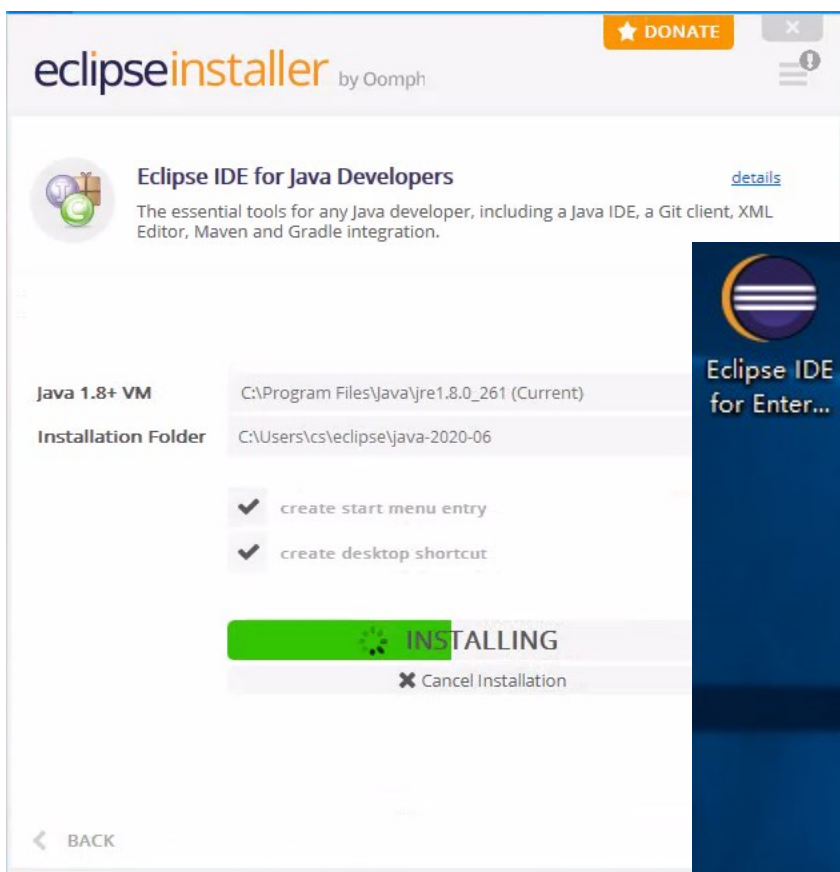 DONATE
eclipseinstaller by Oomph
Eclipse IDE for Java Developers
details
The essential tools for any Java developer, including a Java IDE, a Git client, XML
Editor, Maven and Gradle integration.
Eclipse IDE
for Enter...
Java 1.8+ VM
C:\Program Files\Java\jre1.8.0_261 (Current)
Installation Folder
C:\Users\cs\eclipse\java-2020-06
create start menu entry
create desktop shortcut
INSTALLING
Cancel Installation
BACK